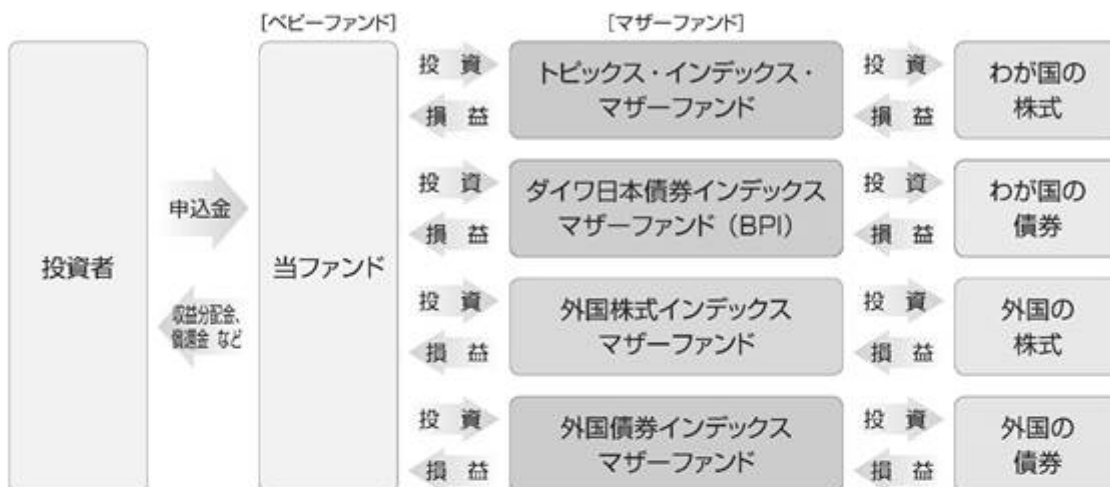 [ベビーファンド]
[マザーファンド]
投資者
申込金
収益分配金、
償還金 など
当ファンド
投 資
損 益
トピックス・インデックス・
マザーファンド
投 資
損 益
わが国の
株式
投 資
損 益
ダイワ日本債券インデックス
マザーファンド（BPI）
投 資
損 益
わが国の
債券
投 資
損 益
外国株式インデックス
マザーファンド
投 資
損 益
外国の
株式
投 資
損 益
外国債券インデックス
マザーファンド
投 資
損 益
外国の
債券